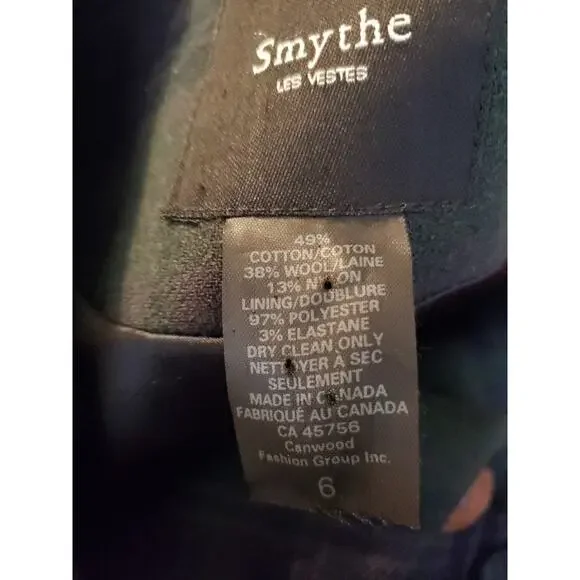 Smythe
LES VESTES
49%
COTTON/COTON
38% WOOL/LAINE
13% NYLON
LINING/DOUBLURE
97% POLYESTER
3% ELASTANE
DRY CLEAN ONLY
NETTOYER A SEC
SEULEMENT
MADE IN CANADA
FABRIQUÉ AU CANADA
CA 45756
Canwood
Fashion Group Inc.
6